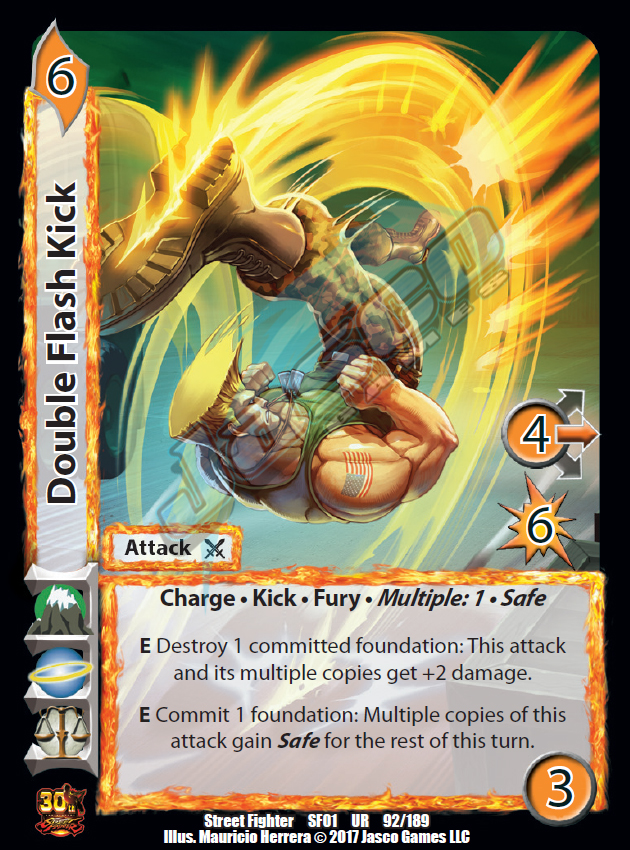 6
Double Flash Kick
4
6
Attack
Charge • Kick • Fury • Multiple: 1 • Safe
E Destroy 1 committed foundation: This attack
and its multiple copies get +2 damage.
E Commit 1 foundation: Multiple copies of this
attack gain Safe for the rest of this turn.
3
Street Fighter SF01 UR 92/189
Illus. Mauricio Herrera © 2017 Jasco Games LLC